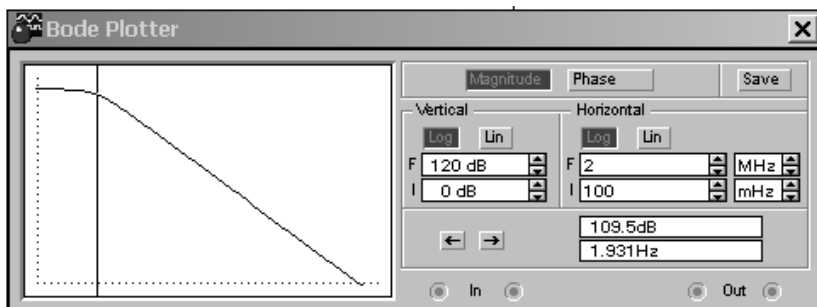 Bode Plotter
Magnitude Phase Save
Vertical Horizontal
Log Lin Log Lin
F 120 dB F 2 MHz
I 0 dB I 100 mHz
← → 109.5dB
1.931Hz
In Out